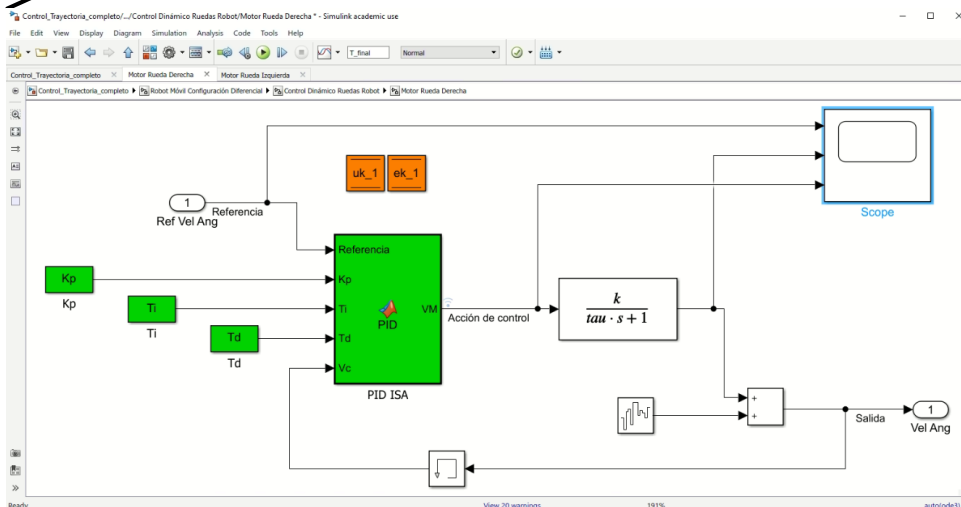 Control_Trayectoria_completo/.../Control Dinámico Ruedas Robot/Motor Rueda Derecha * - Simulink academic use
File Edit View Display Diagram Simulation Analysis Code Tools Help
T_final Normal
Control_Trayectoria_completo Motor Rueda Derecha Motor Rueda Izquierda
Control_Trayectoria_completo Robot Móvil Configuración Diferencial Control Dinámico Ruedas Robot Motor Rueda Derecha
uk_1 ek_1
1
Referencia
Ref Vel Ang
Scope
Referencia
Kp
Kp
Kp
Ti
Ti
Ti
PID
VM
Acción de control
k
tau · s + 1
Td
Td
Td
Vc
PID ISA
+
+
Salida
1
Vel Ang
Ready View 20 warnings 191% auto(ode3)